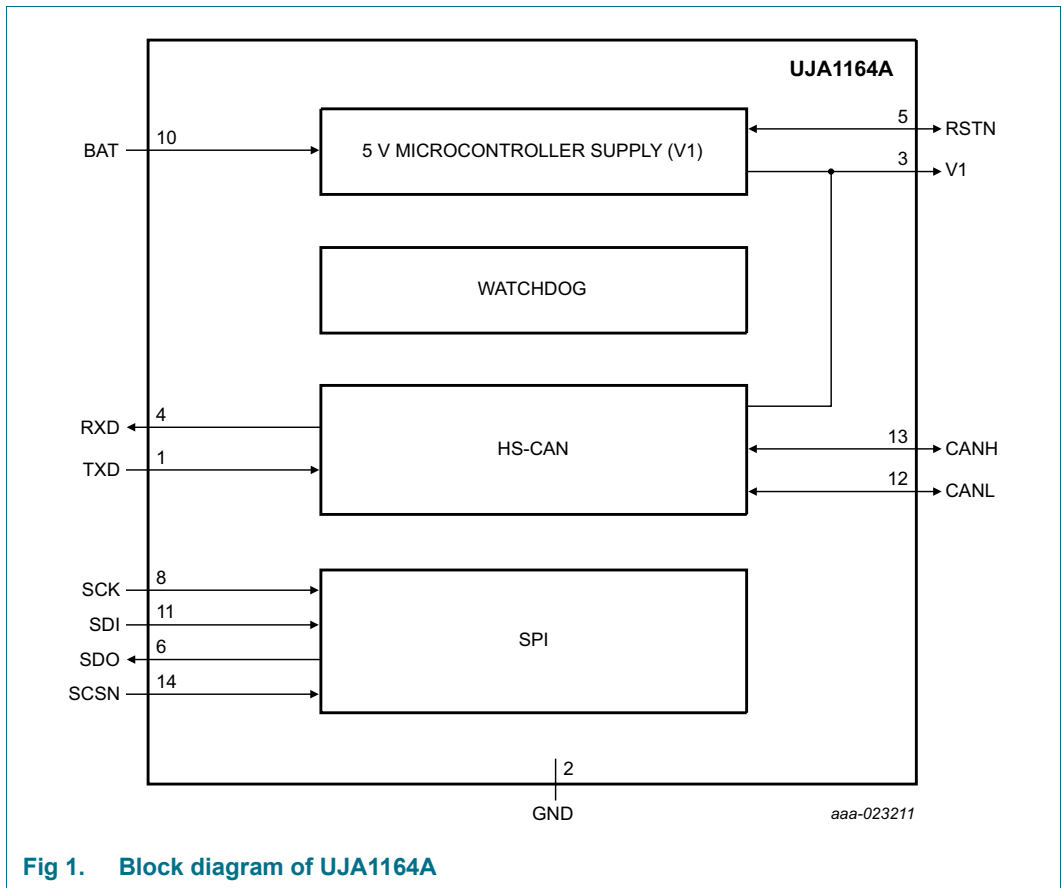 UJA1164A
BAT
10
5 V MICROCONTROLLER SUPPLY (V1)
5
RSTN
3
V1
WATCHDOG
RXD
4
TXD
1
HS-CAN
13
CANH
12
CANL
SCK
8
SDI
11
SDO
6
SCSN
14
SPI
2
GND
aaa-023211
Fig 1. Block diagram of UJA1164A